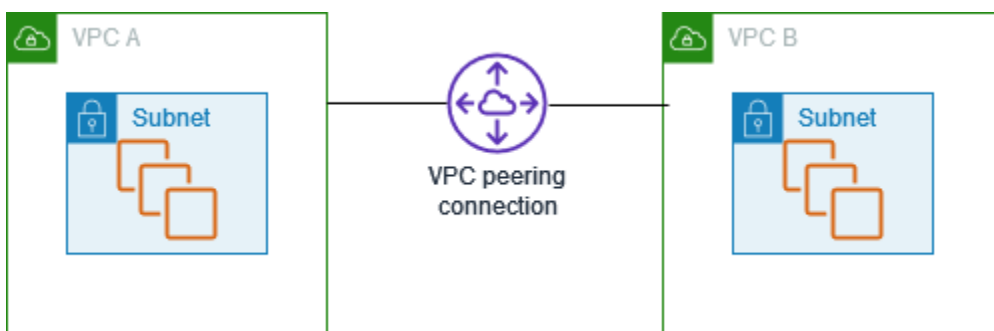 VPC A
VPC B
Subnet
Subnet
VPC peering
connection